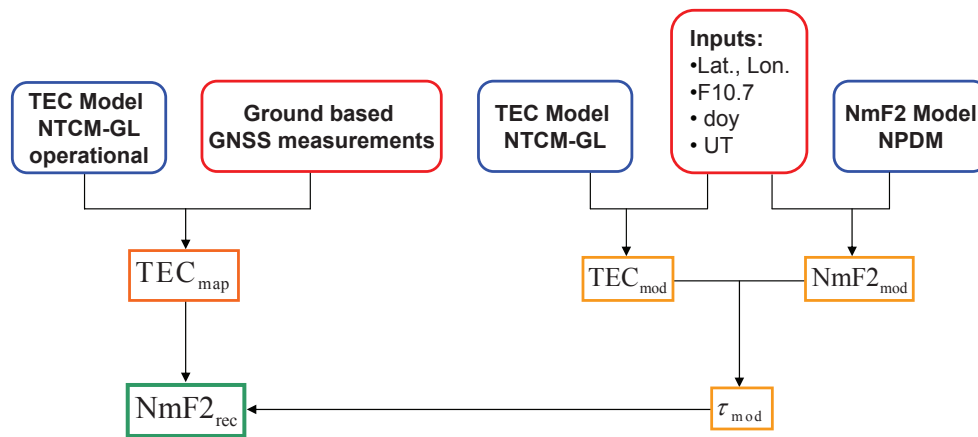 TEC Model
NTCM-GL
operational
Ground based
GNSS measurements
TEC Model
NTCM-GL
Inputs:
•Lat., Lon.
•F10.7
• doy
• UT
NmF2 Model
NPDM
TECmap
TECmod
NmF2mod
NmF2rec
τmod